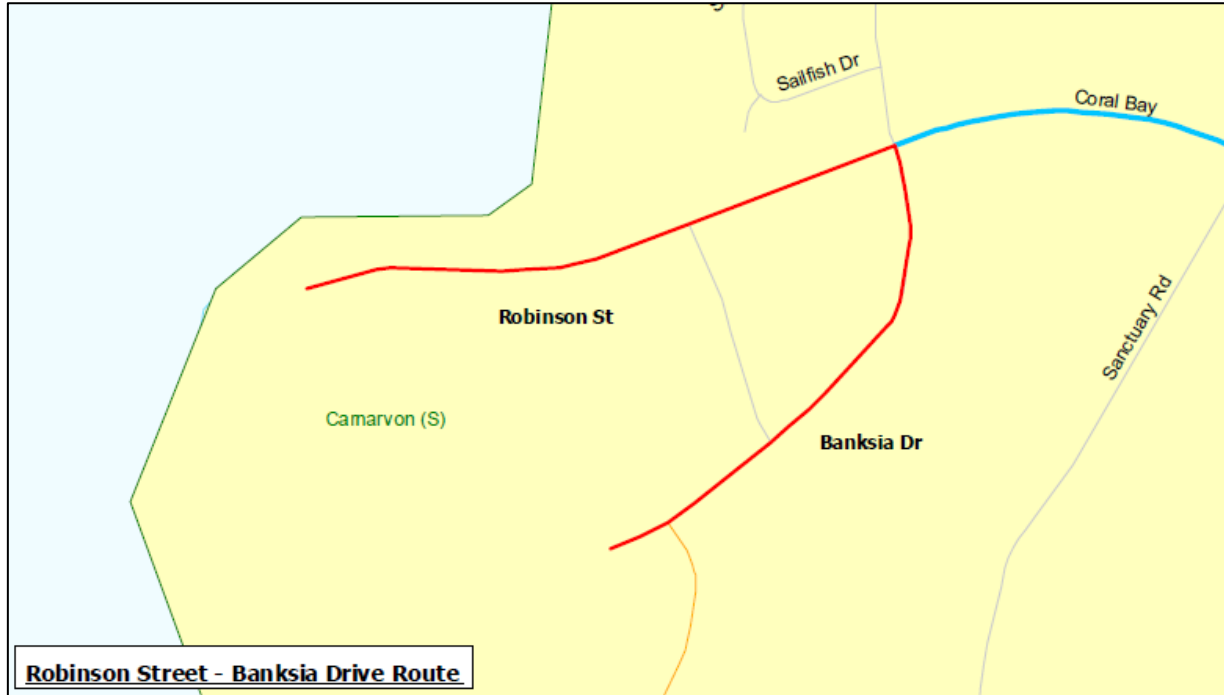 Sailfish Dr
Coral Bay
Robinson St
Sanctuary Rd
Carnarvon (S)
Banksia Dr
Robinson Street - Banksia Drive Route